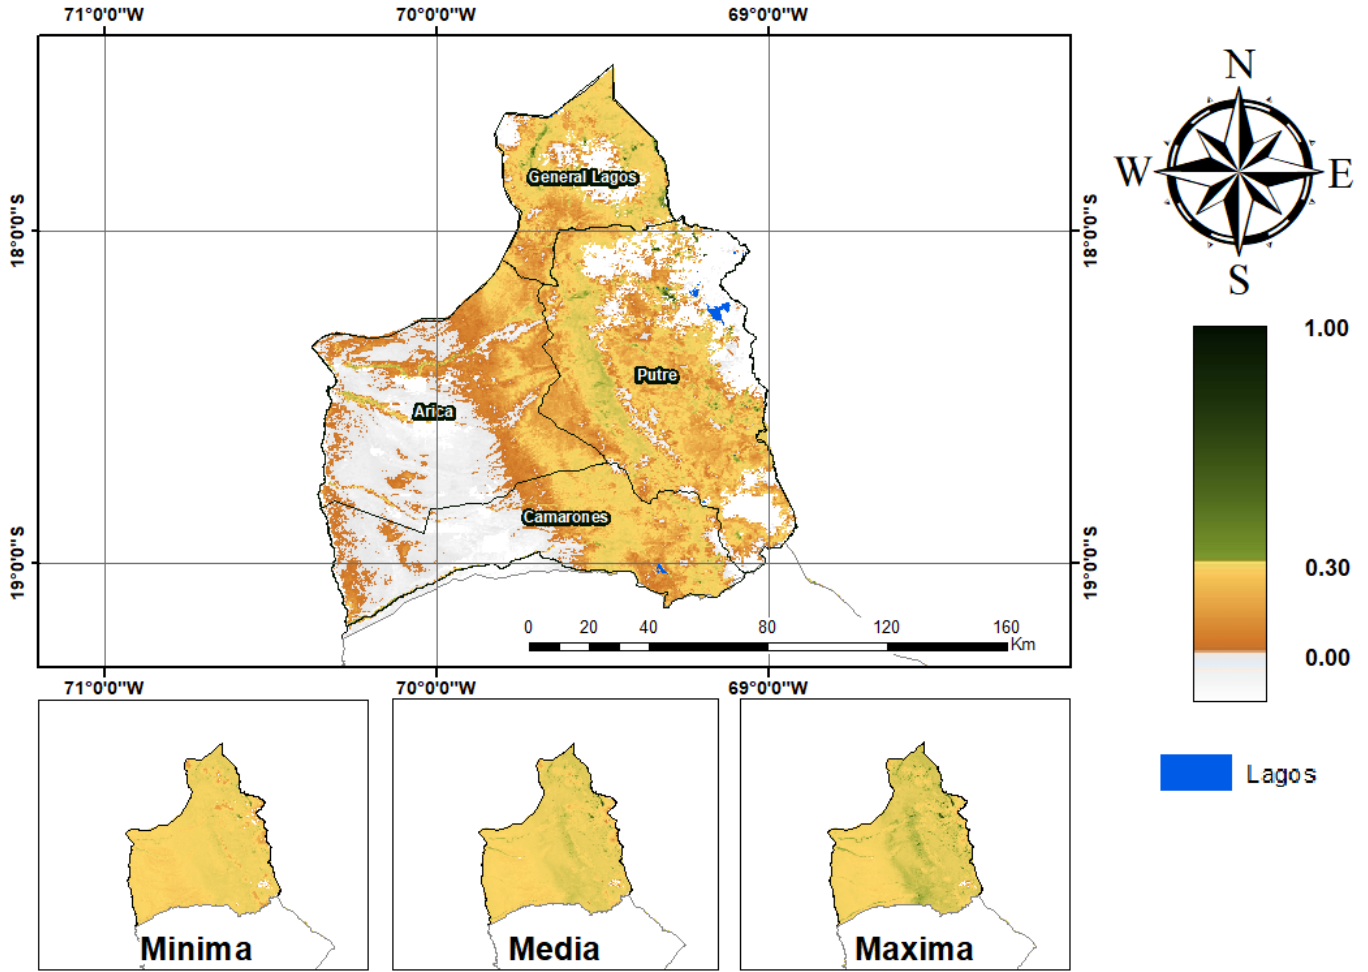 71°0'0"W 70°0'0"W 69°0'0"W
N
W E
S
18°0'0"S 18°0'0"S
19°0'0"S 19°0'0"S
General Lagos
Putre
Arica
Camarones
0 20 40 80 120 160
Km
71°0'0"W 70°0'0"W 69°0'0"W
1.00
0.30
0.00
Lagos
Minima
Media
Maxima